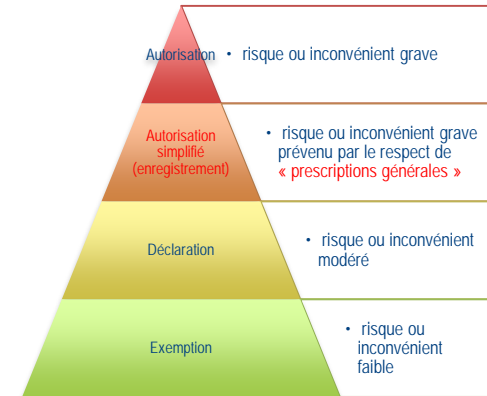 Autorisation • risque ou inconvénient grave
Autorisation
simplifié
(enregistrement)
• risque ou inconvénient grave
prévenu par le respect de
« prescriptions générales »
Déclaration
• risque ou inconvénient
modéré
Exemption
• risque ou
inconvénient
faible